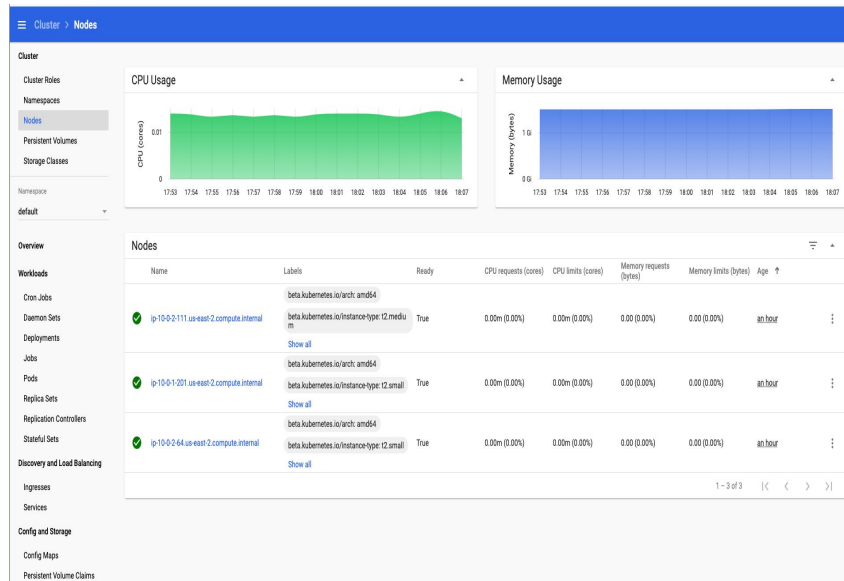 Cluster > Nodes
Cluster
Cluster Roles
Namespaces
Nodes
Persistent Volumes
Storage Classes
Namespace
default
Overview
Workloads
Cron Jobs
Daemon Sets
Deployments
Jobs
Pods
Replica Sets
Replication Controllers
Stateful Sets
Discovery and Load Balancing
Ingresses
Services
Config and Storage
Config Maps
Persistent Volume Claims
CPU Usage
CPU (cores)
0.01
0
17:53 17:54 17:55 17:56 17:57 17:58 17:59 18:00 18:01 18:02 18:03 18:04 18:05 18:06 18:07
Memory Usage
Memory (bytes)
1 Gi
0 Gi
17:53 17:54 17:55 17:56 17:57 17:58 17:59 18:00 18:01 18:02 18:03 18:04 18:05 18:06 18:07
Nodes
Name Labels Ready CPU requests (cores) CPU limits (cores) Memory requests (bytes) Memory limits (bytes) Age
beta.kubernetes.io/arch: amd64
ip-10-0-2-111.us-east-2.compute.internal beta.kubernetes.io/instance-type: t2.mediu
m True 0.00m (0.00%) 0.00m (0.00%) 0.00 (0.00%) 0.00 (0.00%) an hour
Show all
beta.kubernetes.io/arch: amd64
ip-10-0-1-201.us-east-2.compute.internal beta.kubernetes.io/instance-type: t2.small True 0.00m (0.00%) 0.00m (0.00%) 0.00 (0.00%) 0.00 (0.00%) an hour
Show all
beta.kubernetes.io/arch: amd64
ip-10-0-2-64.us-east-2.compute.internal beta.kubernetes.io/instance-type: t2.small True 0.00m (0.00%) 0.00m (0.00%) 0.00 (0.00%) 0.00 (0.00%) an hour
Show all
1 – 3 of 3